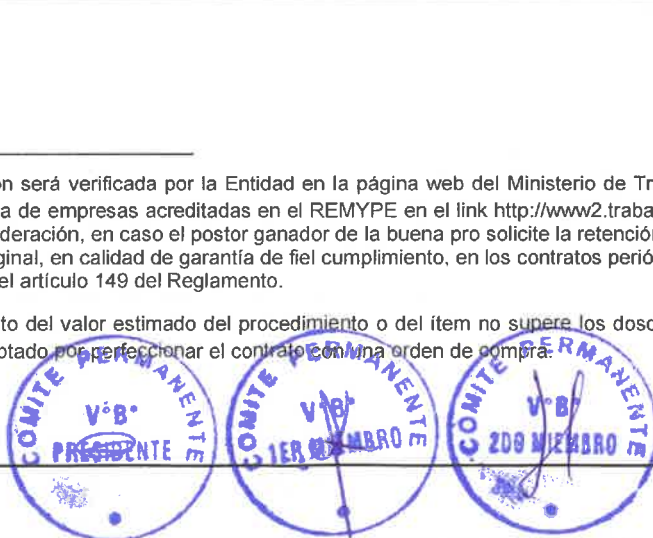 n será verificada por la Entidad en la página web del Ministerio de Tr
a de empresas acreditadas en el REMYPE en el link http://www2.traba
deración, en caso el postor ganador de la buena pro solicite la retención
ginal, en calidad de garantía de fiel cumplimiento, en los contratos perió
el artículo 149 del Reglamento.
to del valor estimado del procedimiento o del ítem no supere los dosc
ptado por perfeccionar el contrato con una orden de compra.
COMITE PERMANENTE
V°B°
PRESIDENTE
COMITE PERMANENTE
V°B°
1ER MIEMBRO
COMITE PERMANENTE
V°B°
2DO MIEMBRO